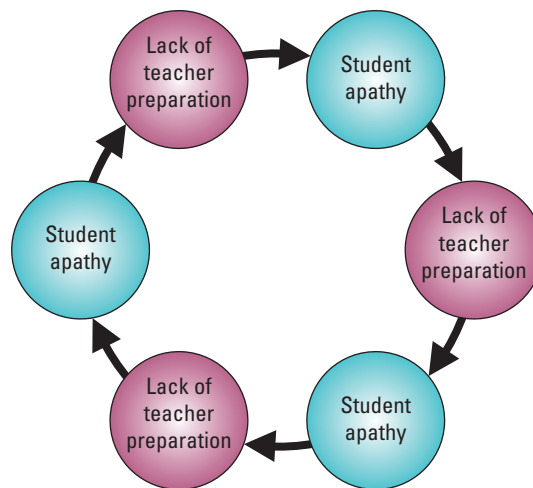 Lack of
teacher
preparation
Student
apathy
Lack of
teacher
preparation
Student
apathy
Lack of
teacher
preparation
Student
apathy